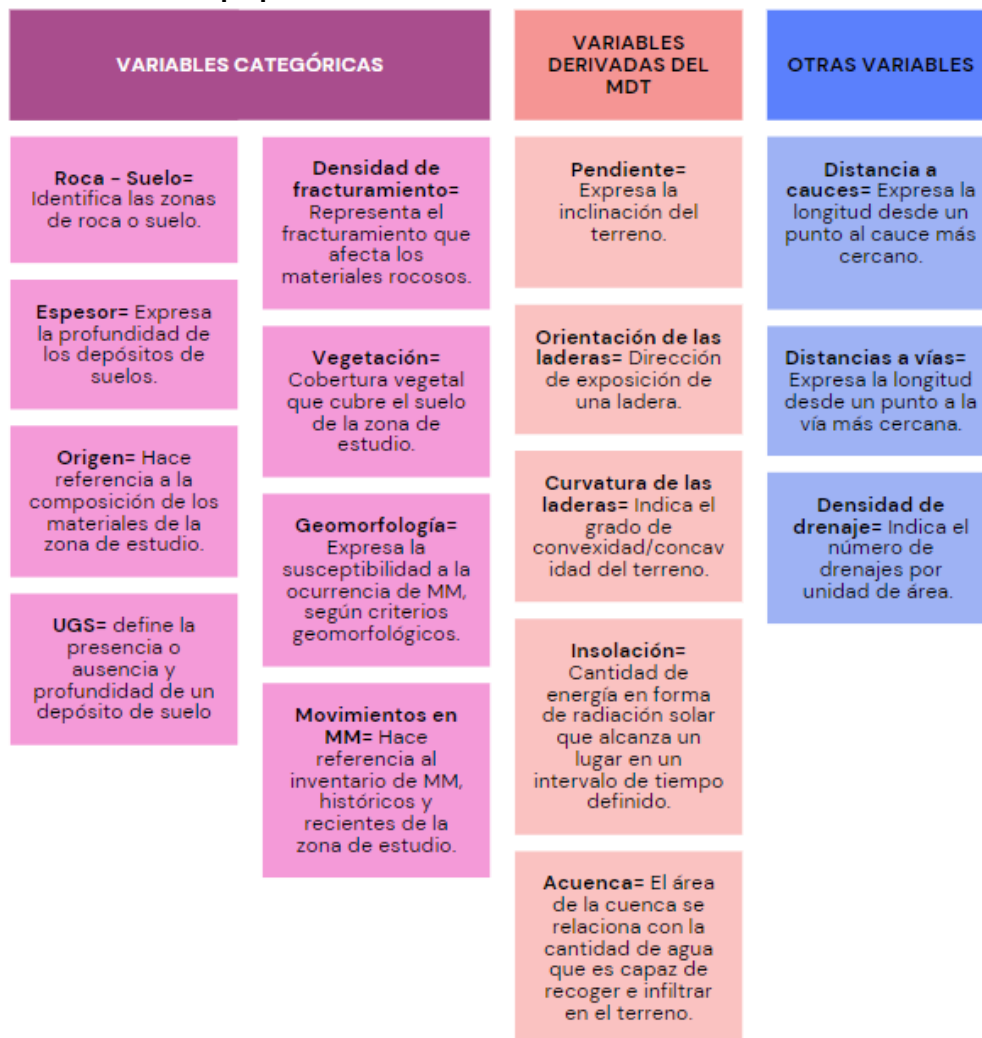 VARIABLES CATEGÓRICAS
Roca - Suelo=
Identifica las zonas
de roca o suelo.
Espesor= Expresa
la profundidad de
los depósitos de
suelos.
Origen= Hace
referencia a la
composición de los
materiales de la
zona de estudio.
UGS= define la
presencia o
ausencia y
profundidad de un
depósito de suelo
Densidad de
fracturamiento=
Representa el
fracturamiento que
afecta los
materiales rocosos.
Vegetación=
Cobertura vegetal
que cubre el suelo
de la zona de
estudio.
Geomorfología=
Expresa la
susceptibilidad a la
ocurrencia de MM,
según criterios
geomorfológicos.
Movimientos en
MM= Hace
referencia al
inventario de MM,
históricos y
recientes de la
zona de estudio.
VARIABLES
DERIVADAS DEL
MDT
Pendiente=
Expresa la
inclinación del
terreno.
Orientación de las
laderas= Dirección
de exposición de
una ladera.
Curvatura de las
laderas= Indica el
grado de
convexidad/concav
idad del terreno.
Insolación=
Cantidad de
energía en forma
de radiación solar
que alcanza un
lugar en un
intervalo de tiempo
definido.
Acuenca= El área
de la cuenca se
relaciona con la
cantidad de agua
que es capaz de
recoger e infiltrar
en el terreno.
OTRAS VARIABLES
Distancia a
cauces= Expresa la
longitud desde un
punto al cauce más
cercano.
Distancias a vías=
Expresa la longitud
desde un punto a la
vía más cercana.
Densidad de
drenaje= Indica el
número de
drenajes por
unidad de área.